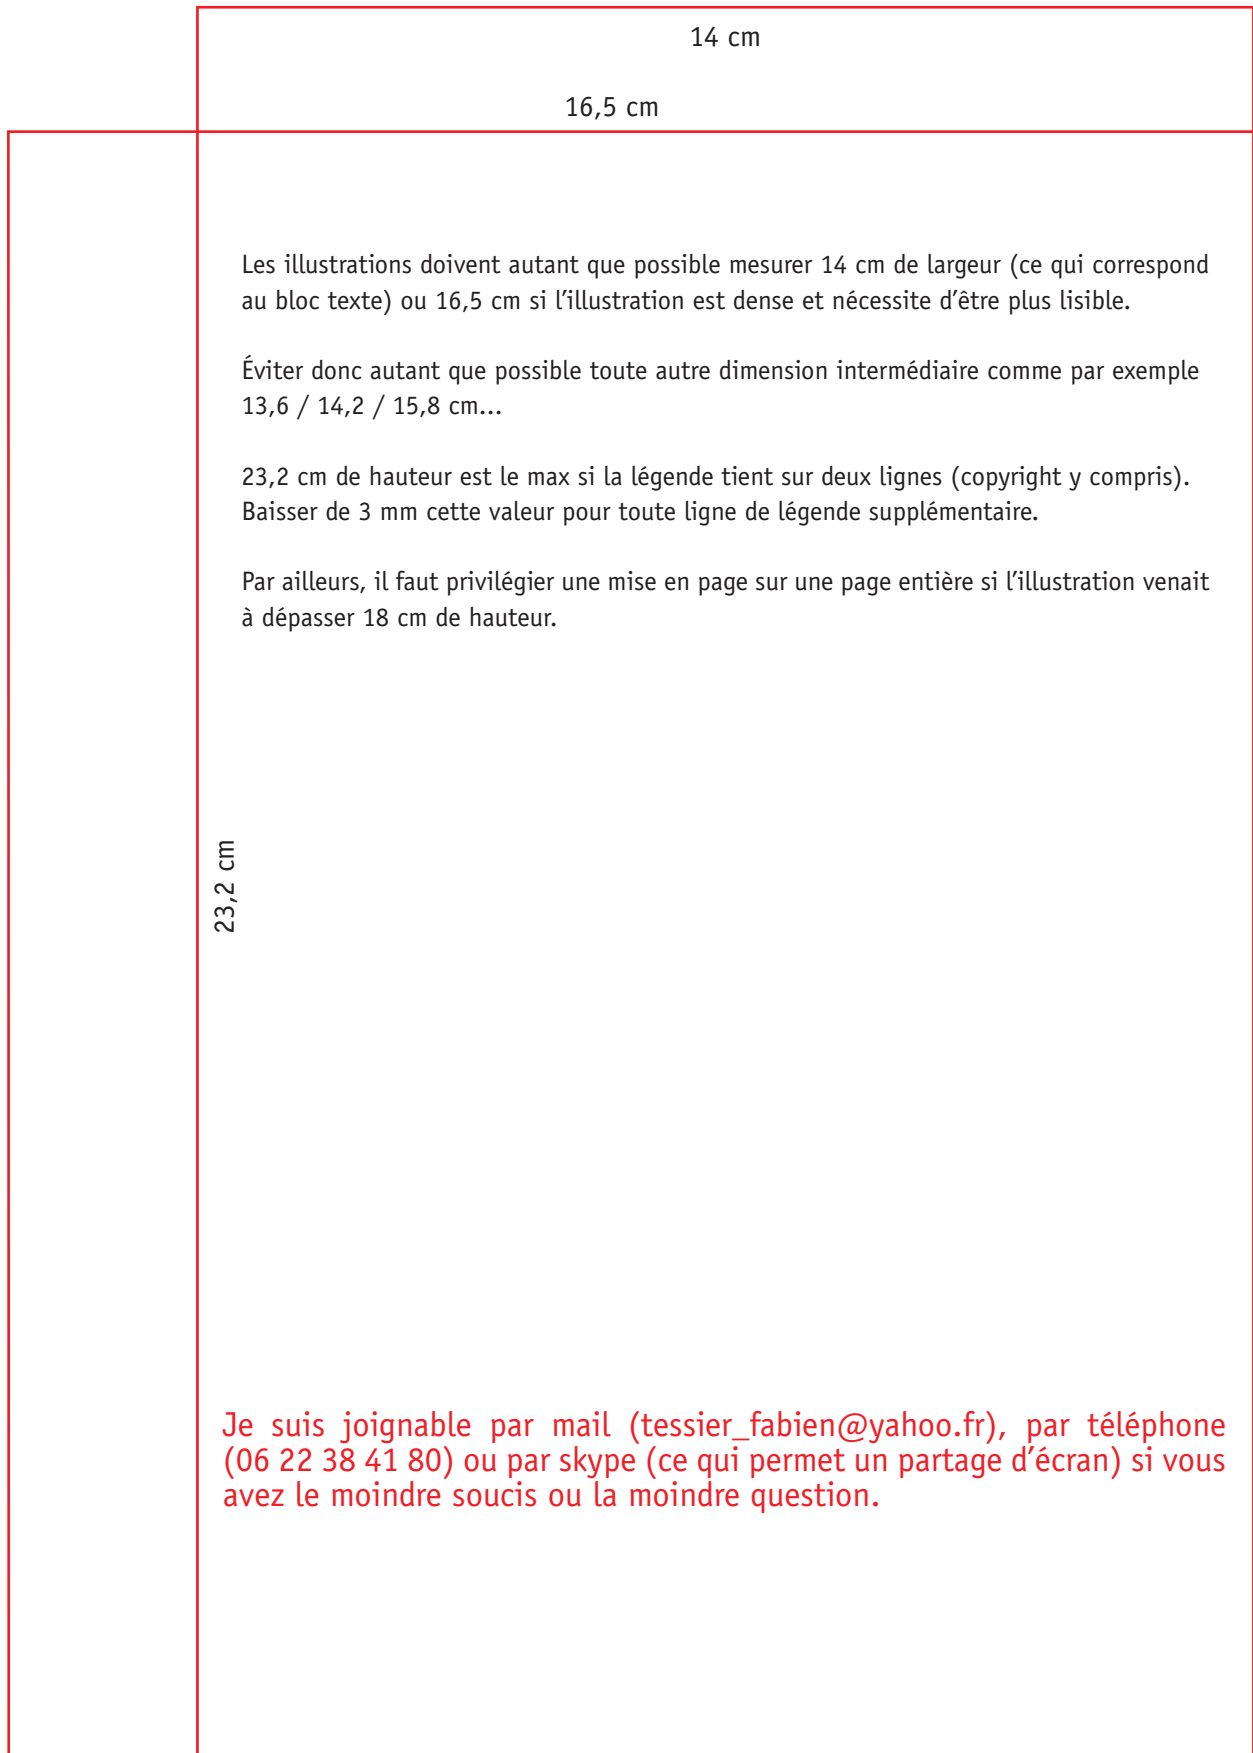 14 cm
16,5 cm
Les illustrations doivent autant que possible mesurer 14 cm de largeur (ce qui correspond
au bloc texte) ou 16,5 cm si l’illustration est dense et nécessite d’être plus lisible.
Éviter donc autant que possible toute autre dimension intermédiaire comme par exemple
13,6 / 14,2 / 15,8 cm...
23,2 cm de hauteur est le max si la légende tient sur deux lignes (copyright y compris).
Baisser de 3 mm cette valeur pour toute ligne de légende supplémentaire.
Par ailleurs, il faut privilégier une mise en page sur une page entière si l’illustration venait
à dépasser 18 cm de hauteur.
23,2 cm
Je suis joignable par mail (tessier_fabien@yahoo.fr), par téléphone
(06 22 38 41 80) ou par skype (ce qui permet un partage d’écran) si vous
avez le moindre soucis ou la moindre question.